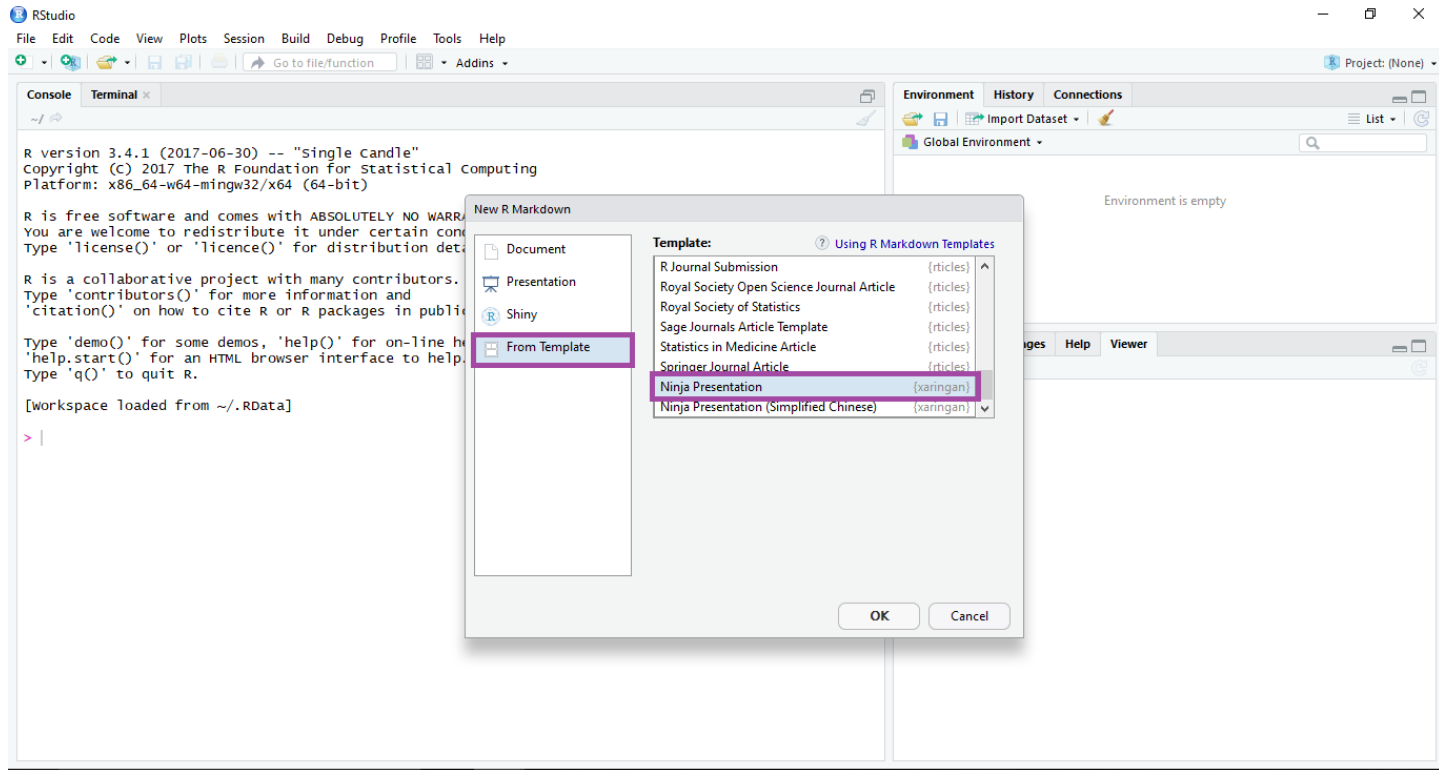 RStudio
File Edit Code View Plots Session Build Debug Profile Tools Help
Go to file/function Addins Project: (None)
Console Terminal
~/
R version 3.4.1 (2017-06-30) -- "Single Candle"
Copyright (C) 2017 The R Foundation for Statistical Computing
Platform: x86_64-w64-mingw32/x64 (64-bit)
R is free software and comes with ABSOLUTELY NO
You are welcome to redistribute it under certain
Type 'license()' or 'licence()' for distribution
R is a collaborative project with many contributors.
Type 'contributors()' for more information and
'citation()' on how to cite R or R packages in
Type 'demo()' for some demos, 'help()' for on-line
'help.start()' for an HTML browser interface to help.
Type 'q()' to quit R.
[Workspace loaded from ~/.RData]
>
New R Markdown
Document
Presentation
R Shiny
From Template
Template: ? Using R Markdown Templates
R Journal Submission {rticles}
Royal Society Open Science Journal Article {rticles}
Royal Society of Statistics {rticles}
Sage Journals Article Template {rticles}
Statistics in Medicine Article {rticles}
Springer Journal Article {rticles}
Ninja Presentation {xaringan}
Ninja Presentation (Simplified Chinese) {xaringan}
OK Cancel
Environment History Connections
Import Dataset List
Global Environment
Environment is empty
Help Viewer